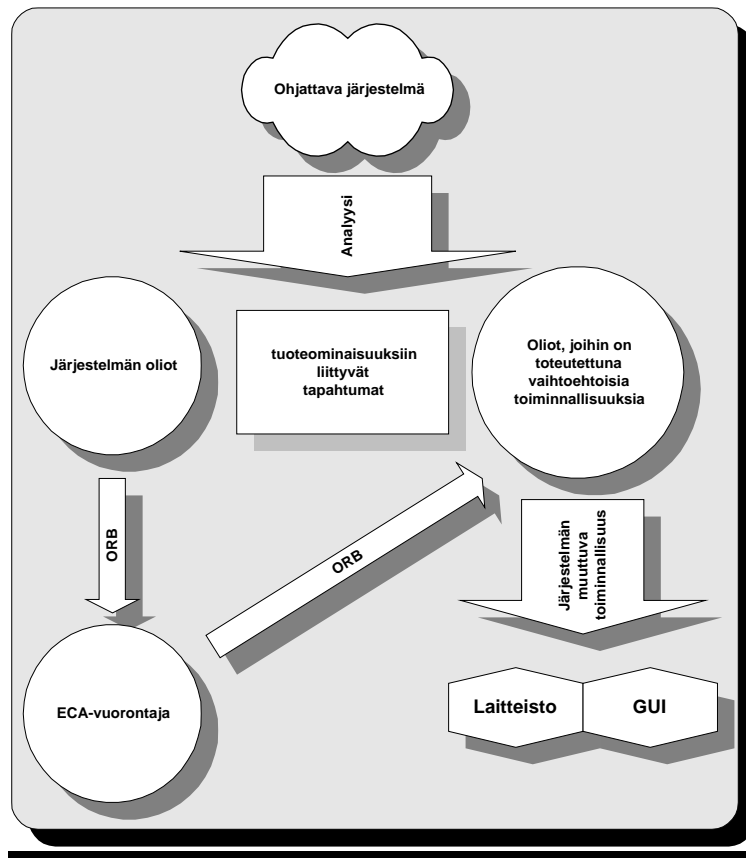 Ohjattava järjestelmä
Analyysi
Järjestelmän oliot
tuoteominaisuuksiin
liittyvät
tapahtumat
Oliot, joihin on
toteutettuna
vaihtoehtoisia
toiminnallisuuksia
ORB
ORB
Järjestelmän
muuttuva
toiminnallisuus
ECA-vuorontaja
Laitteisto
GUI